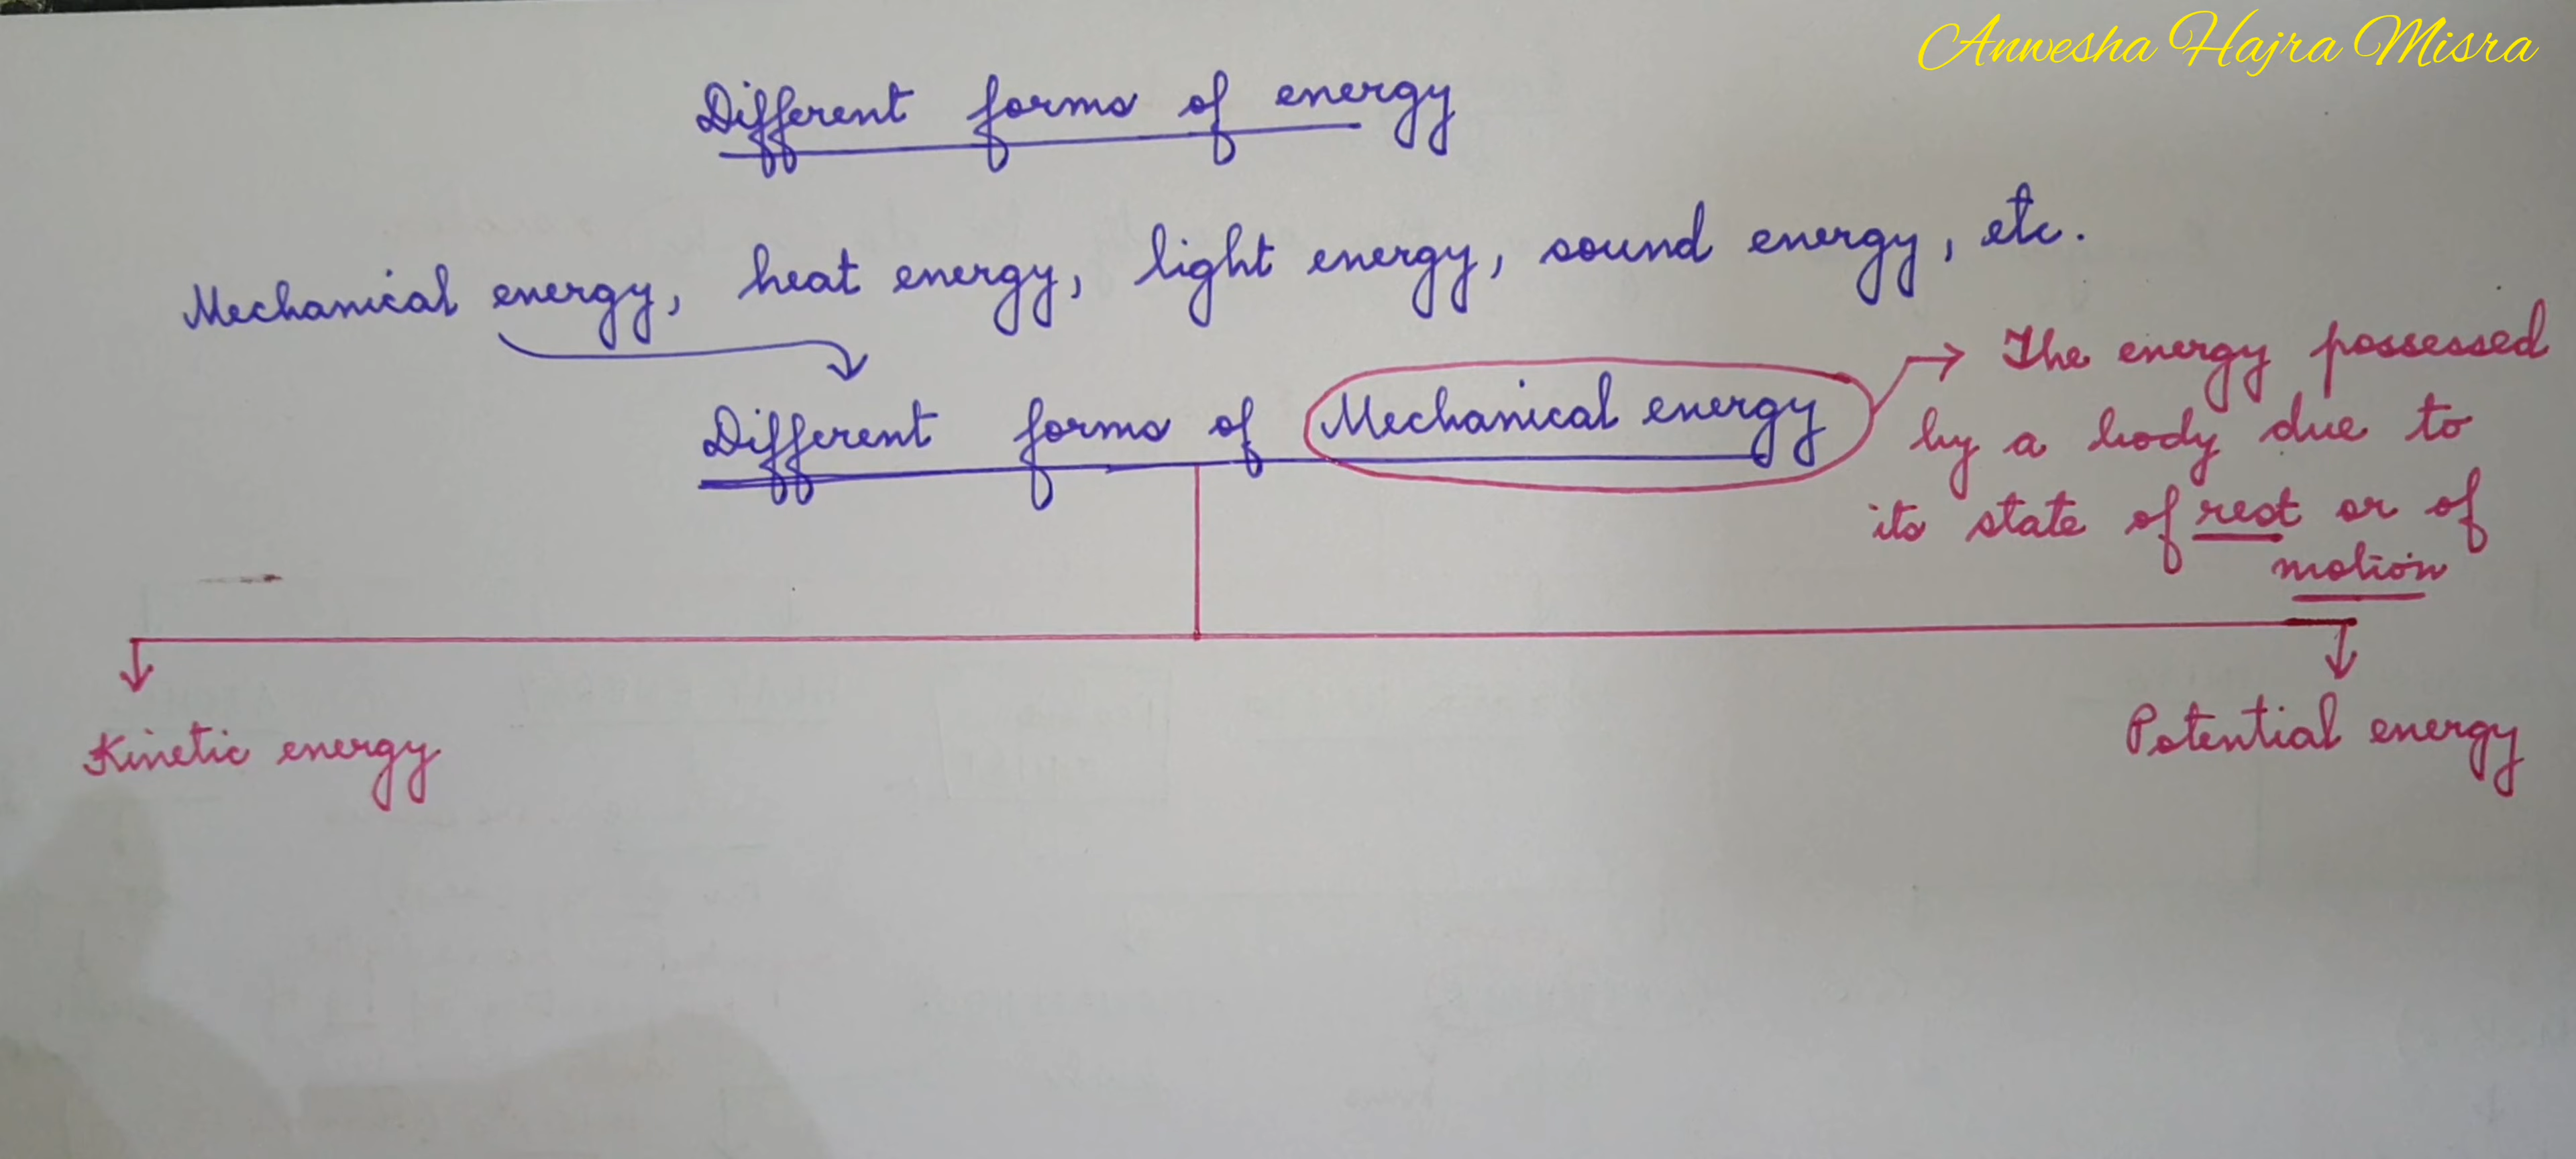 Anwesha Hajra Misra
Different forms of energy
Mechanical energy, heat energy, light energy, sound energy, etc.
Different forms of Mechanical energy
The energy possessed
by a body due to
its state of rest or of
motion
Kinetic energy
Potential energy